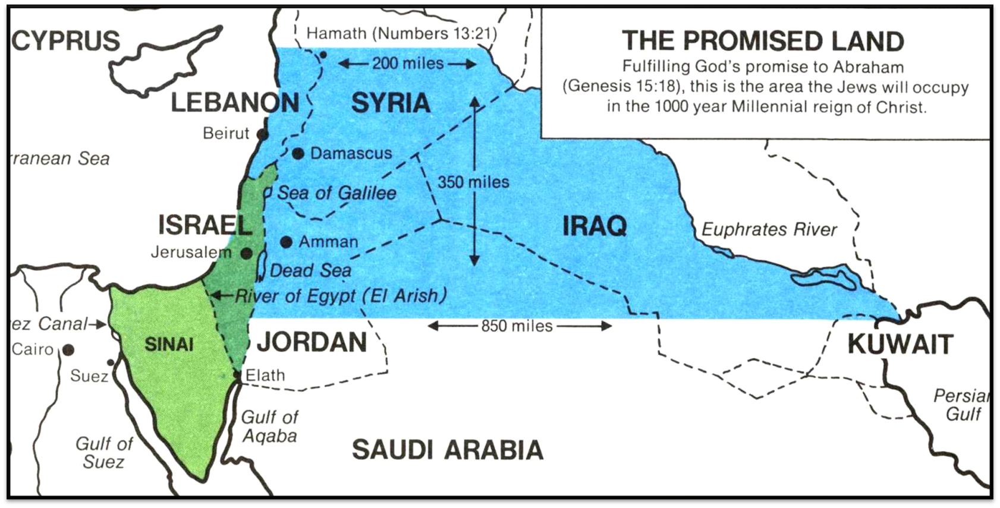 CYPRUS
Hamath (Numbers 13:21)
THE PROMISED LAND
Fulfilling God's promise to Abraham
(Genesis 15:18), this is the area the Jews will occupy
in the 1000 year Millennial reign of Christ.
200 miles
LEBANON
SYRIA
Beirut
Damascus
rranean Sea
350 miles
Sea of Galilee
ISRAEL
IRAQ
Euphrates River
Jerusalem
Amman
Dead Sea
River of Egypt (El Arish)
ez Canal
850 miles
SINAI
JORDAN
KUWAIT
Cairo
Suez
Elath
Persian
Gulf
Gulf of
Aqaba
Gulf of
Suez
SAUDI ARABIA